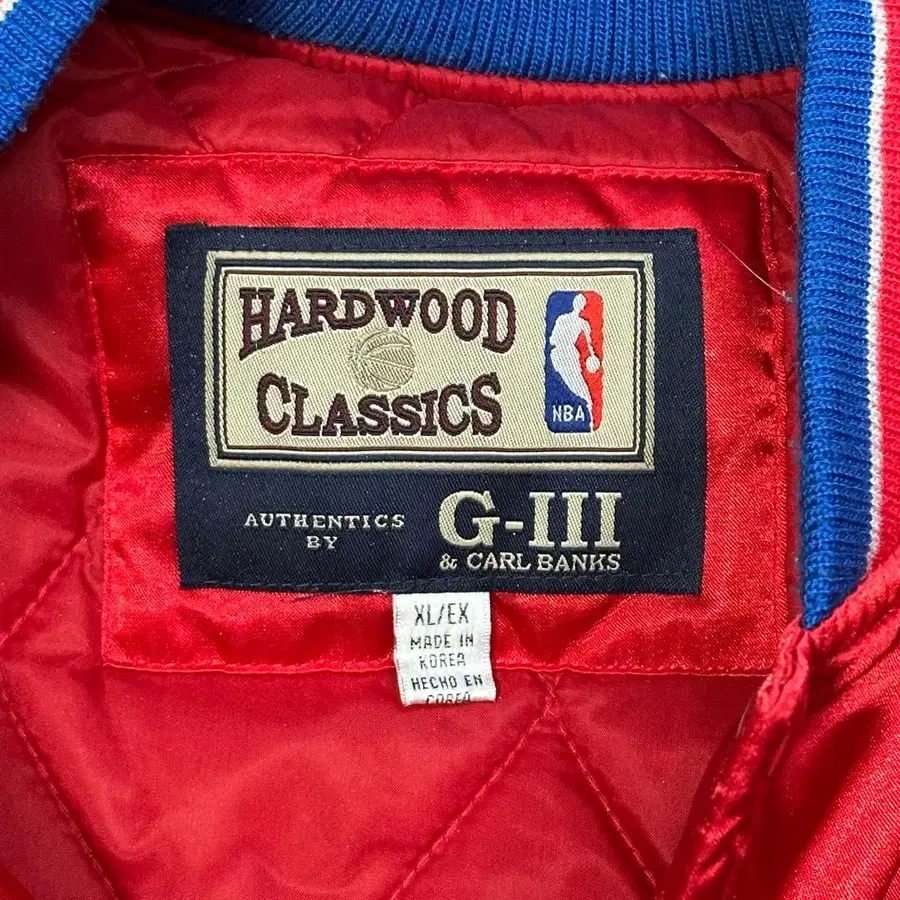 HARDWOOD
CLASSICS
NBA
AUTHENTICS
BY
G-III
& CARL BANKS
XL/EX
MADE IN
KOREA
HECHO EN
COREA